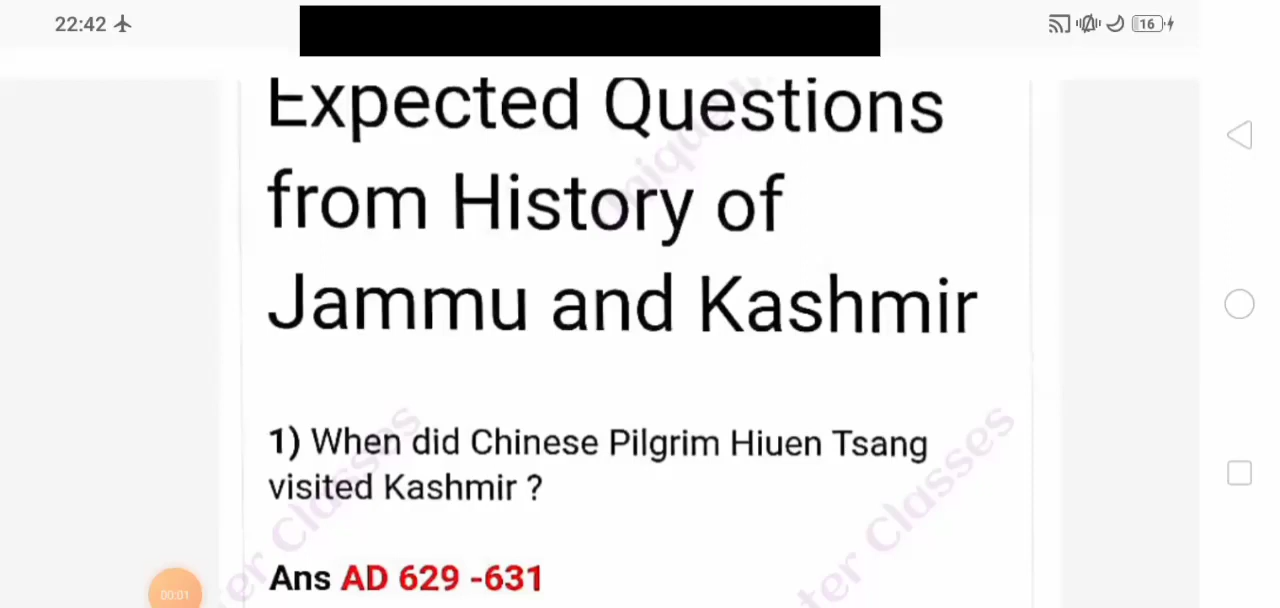 22:42
16
Expected Questions
from History of
Jammu and Kashmir
1) When did Chinese Pilgrim Hiuen Tsang
visited Kashmir ?
Ans AD 629 -631
Classes
00:01